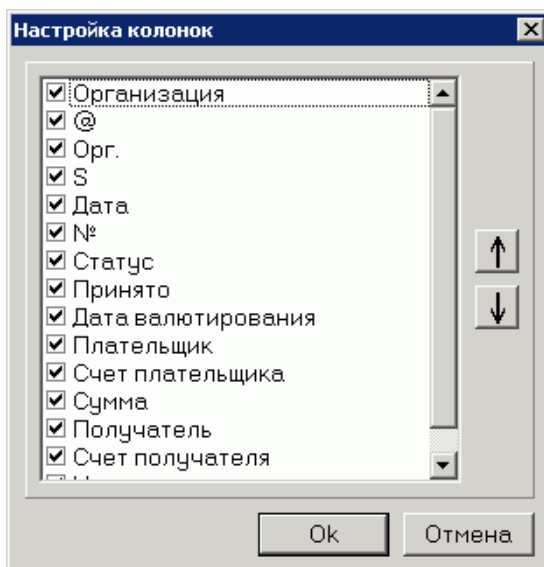 Настройка колонок
Организация
@
Орг.
S
Дата
№
Статус
Принято
Дата валютирования
Плательщик
Счет плательщика
Сумма
Получатель
Счет получателя
Ok
Отмена